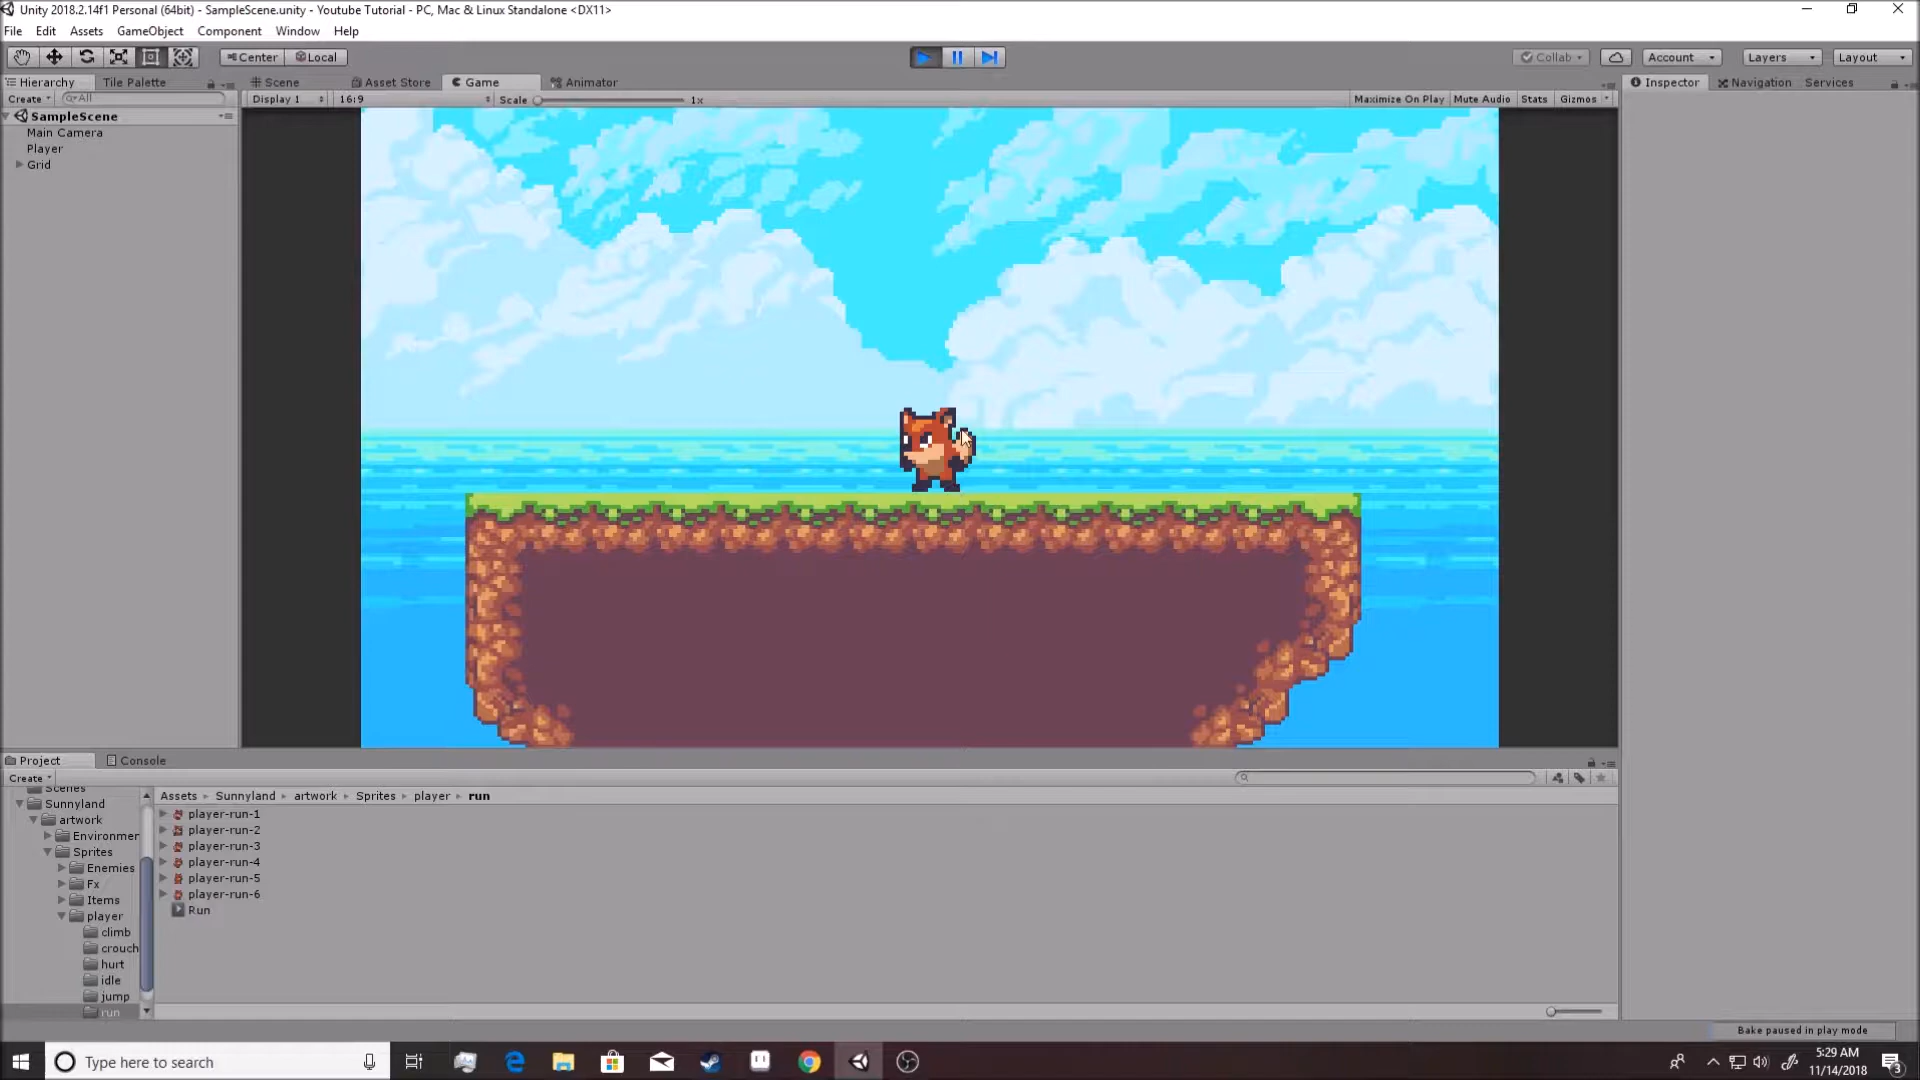 Unity 2018.2.14f1 Personal (64bit) - SampleScene.unity - Youtube Tutorial - PC, Mac & Linux Standalone <DX11>
File Edit Assets GameObject Component Window Help
Center Local Collab Account Layers Layout
Hierarchy Tile Palette Scene Asset Store Game Animator Inspector Navigation Services
Create All Display 1 16:9 Scale 1x Maximize On Play Mute Audio Stats Gizmos
SampleScene
Main Camera
Player
Grid
Project Console
Create
Scenes
Sunnyland
artwork
Environmer
Sprites
Enemies
Fx
Items
player
climb
crouch
hurt
idle
jump
run
Assets Sunnyland artwork Sprites player run
player-run-1
player-run-2
player-run-3
player-run-4
player-run-5
player-run-6
Run
Bake paused in play mode
Type here to search
5:29 AM
11/14/2018
3